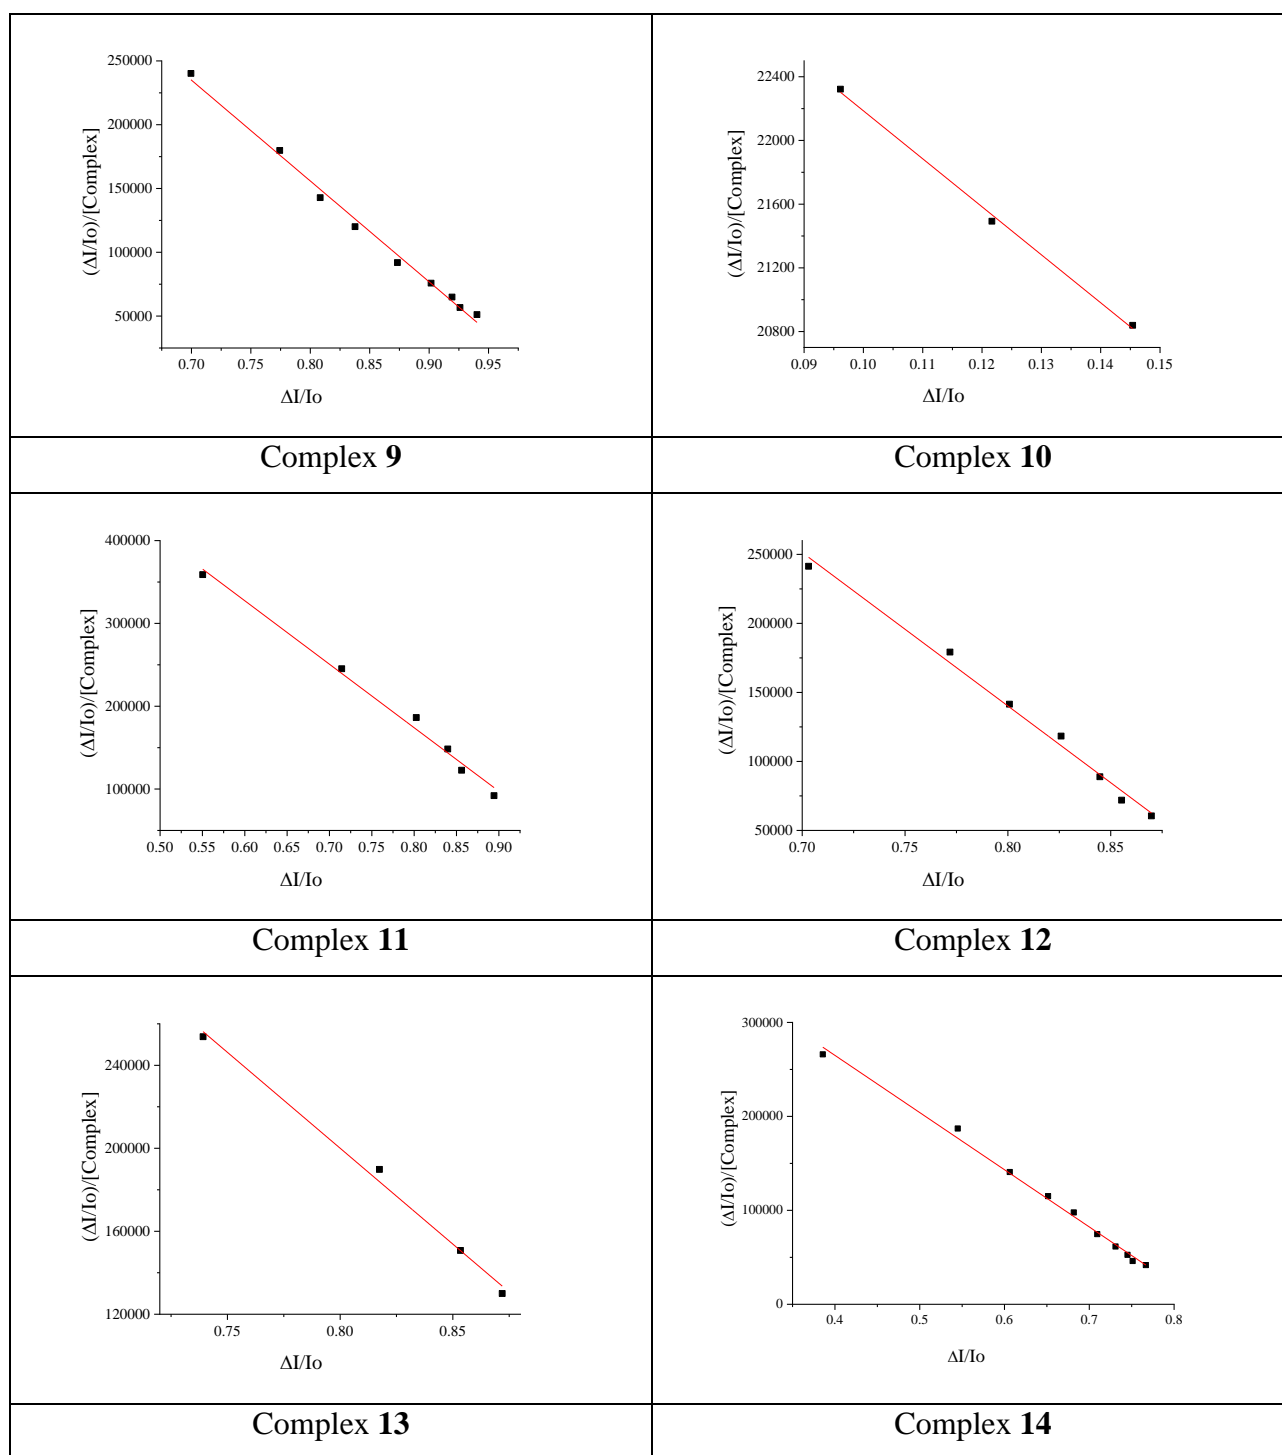 250000
200000
150000
100000
50000
(ΔI/Io)/[Complex]
0.70 0.75 0.80 0.85 0.90 0.95
ΔI/Io
22400
22000
21600
21200
20800
(ΔI/Io)/[Complex]
0.09 0.10 0.11 0.12 0.13 0.14 0.15
ΔI/Io
Complex 9
Complex 10
400000
300000
200000
100000
(ΔI/Io)/[Complex]
0.50 0.55 0.60 0.65 0.70 0.75 0.80 0.85 0.90
ΔI/Io
250000
200000
150000
100000
50000
(ΔI/Io)/[Complex]
0.70 0.75 0.80 0.85
ΔI/Io
Complex 11
Complex 12
240000
200000
160000
120000
(ΔI/Io)/[Complex]
0.75 0.80 0.85
ΔI/Io
300000
200000
100000
0
(ΔI/Io)/[Complex]
0.4 0.5 0.6 0.7 0.8
ΔI/Io
Complex 13
Complex 14